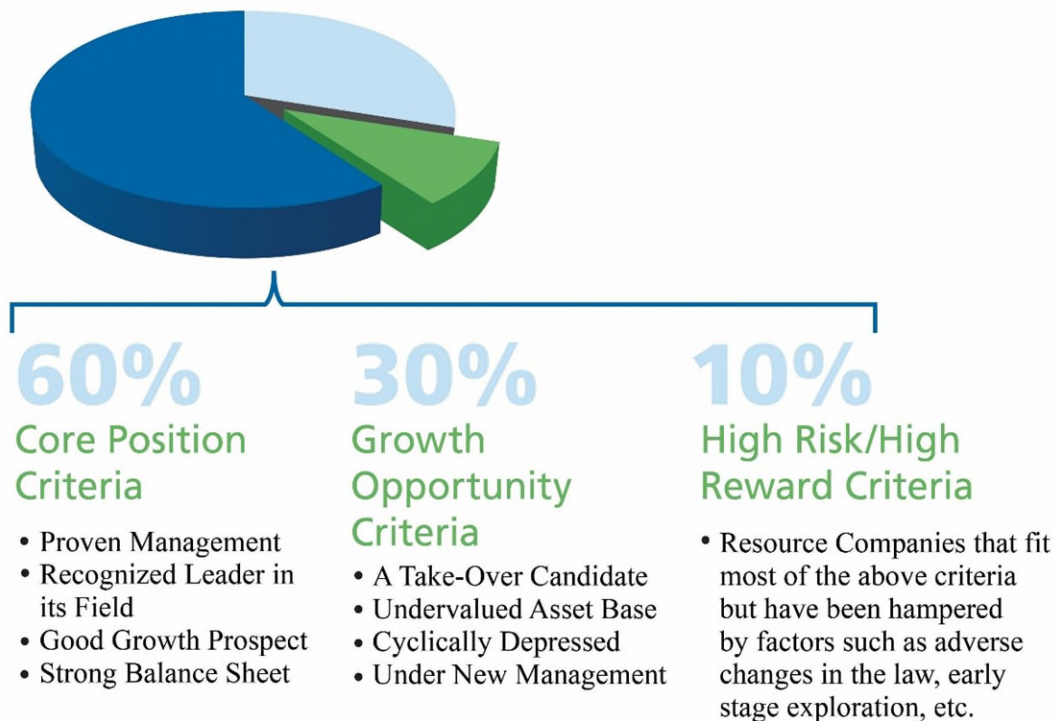 60%
Core Position
Criteria
• Proven Management
• Recognized Leader in
its Field
• Good Growth Prospect
• Strong Balance Sheet
30%
Growth
Opportunity
Criteria
• A Take-Over Candidate
• Undervalued Asset Base
• Cyclically Depressed
• Under New Management
10%
High Risk/High
Reward Criteria
• Resource Companies that fit
most of the above criteria
but have been hampered
by factors such as adverse
changes in the law, early
stage exploration, etc.